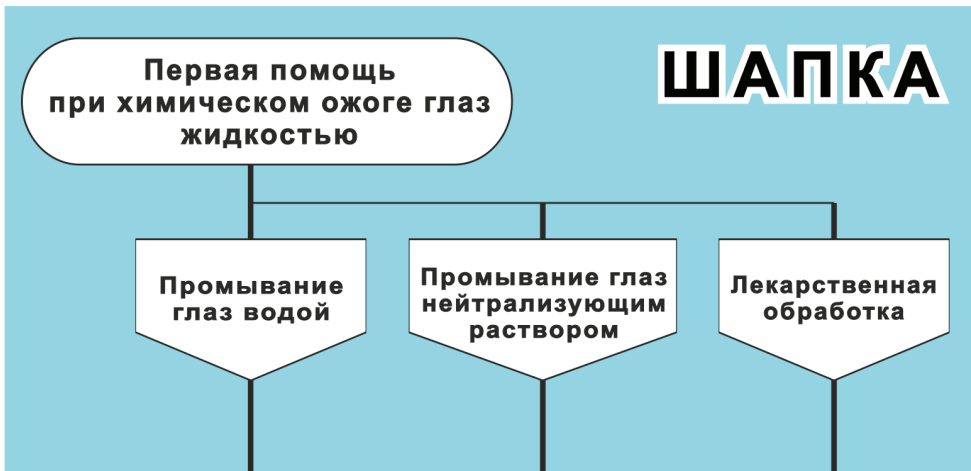 Первая помощь
при химическом ожоге глаз
жидкостью
ШАПКА
Промывание
глаз водой
Промывание глаз
нейтрализующим
раствором
Лекарственная
обработка